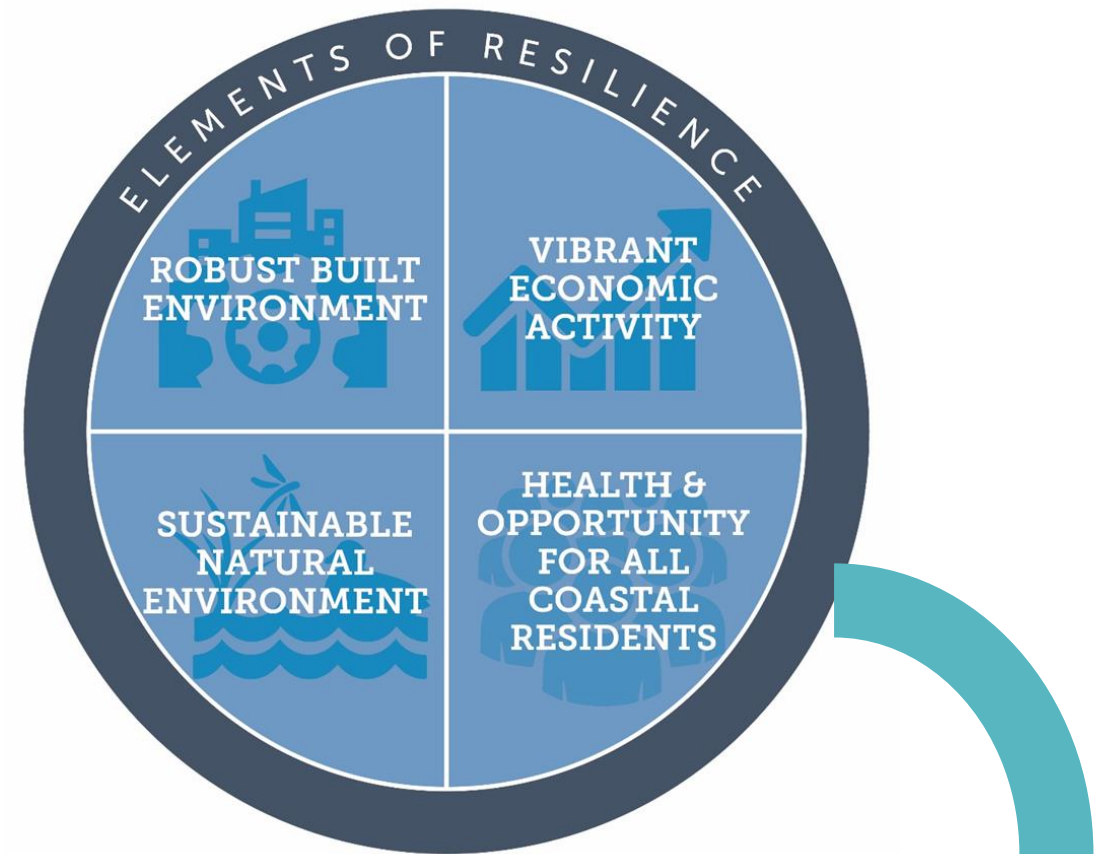 ELEMENTS OF RESILIENCE
ROBUST BUILT
ENVIRONMENT
VIBRANT
ECONOMIC
ACTIVITY
SUSTAINABLE
NATURAL
ENVIRONMENT
HEALTH &
OPPORTUNITY
FOR ALL
COASTAL
RESIDENTS